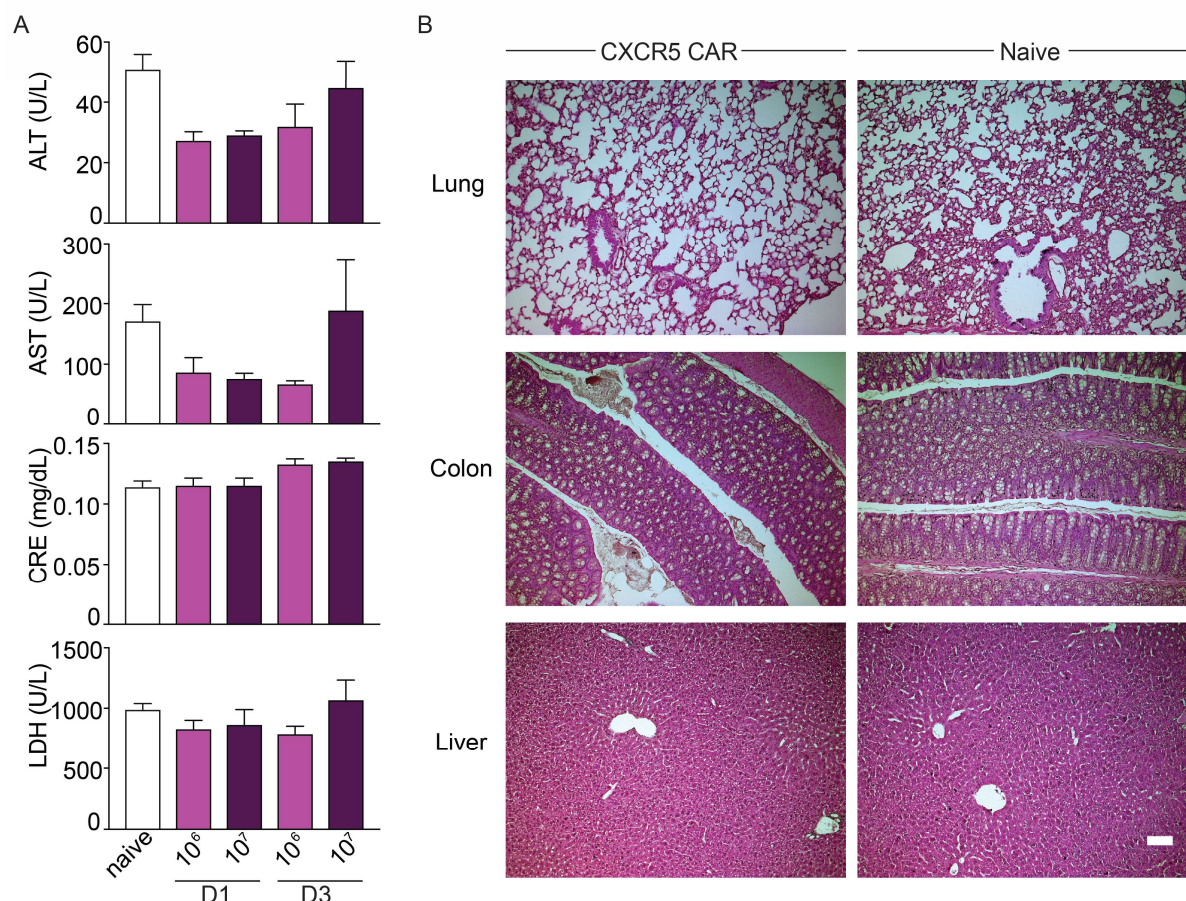 A
B
CXCR5 CAR
Naive
ALT (U/L)
60
40
20
0
Lung
AST (U/L)
300
200
100
0
CRE (mg/dL)
0.15
0.10
0.05
0
Colon
LDH (U/L)
1500
1000
500
0
Liver
naive
10⁶
10⁷
10⁶
10⁷
D1
D3